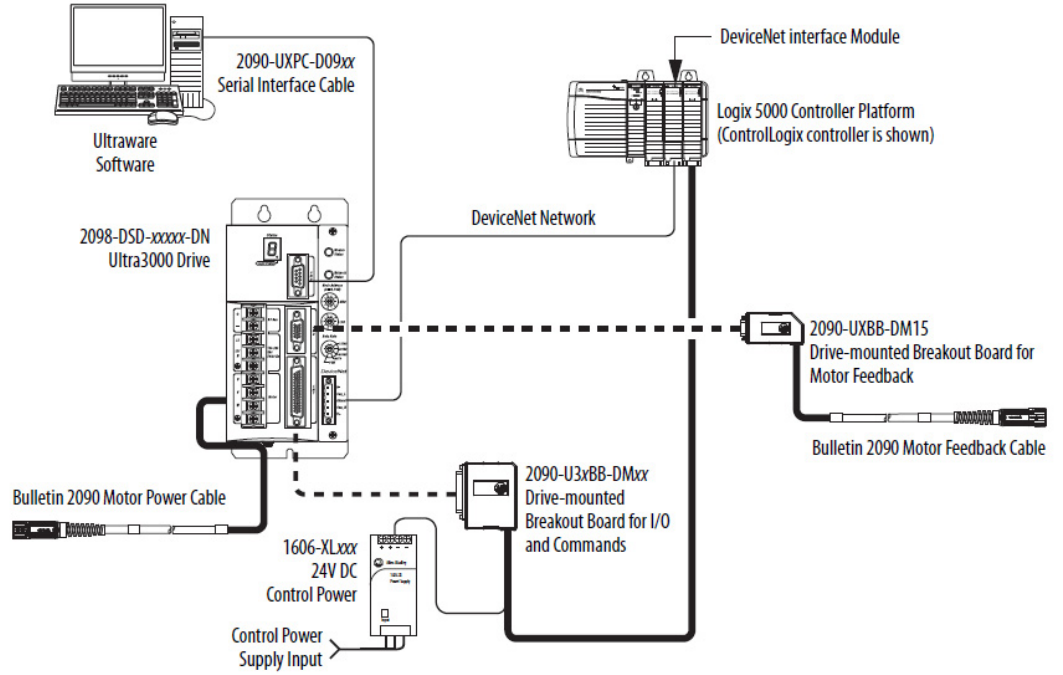 DeviceNet interface Module
2090-UXPC-D09xx
Serial Interface Cable
Logix 5000 Controller Platform
(ControlLogix controller is shown)
Ultraware
Software
DeviceNet Network
2098-DSD-xxxxx-DN
Ultra3000 Drive
2090-UXBB-DM15
Drive-mounted Breakout Board for
Motor Feedback
Bulletin 2090 Motor Feedback Cable
2090-U3xBB-DMxx
Drive-mounted
Breakout Board for I/O
and Commands
Bulletin 2090 Motor Power Cable
1606-XLxxx
24V DC
Control Power
Control Power
Supply Input